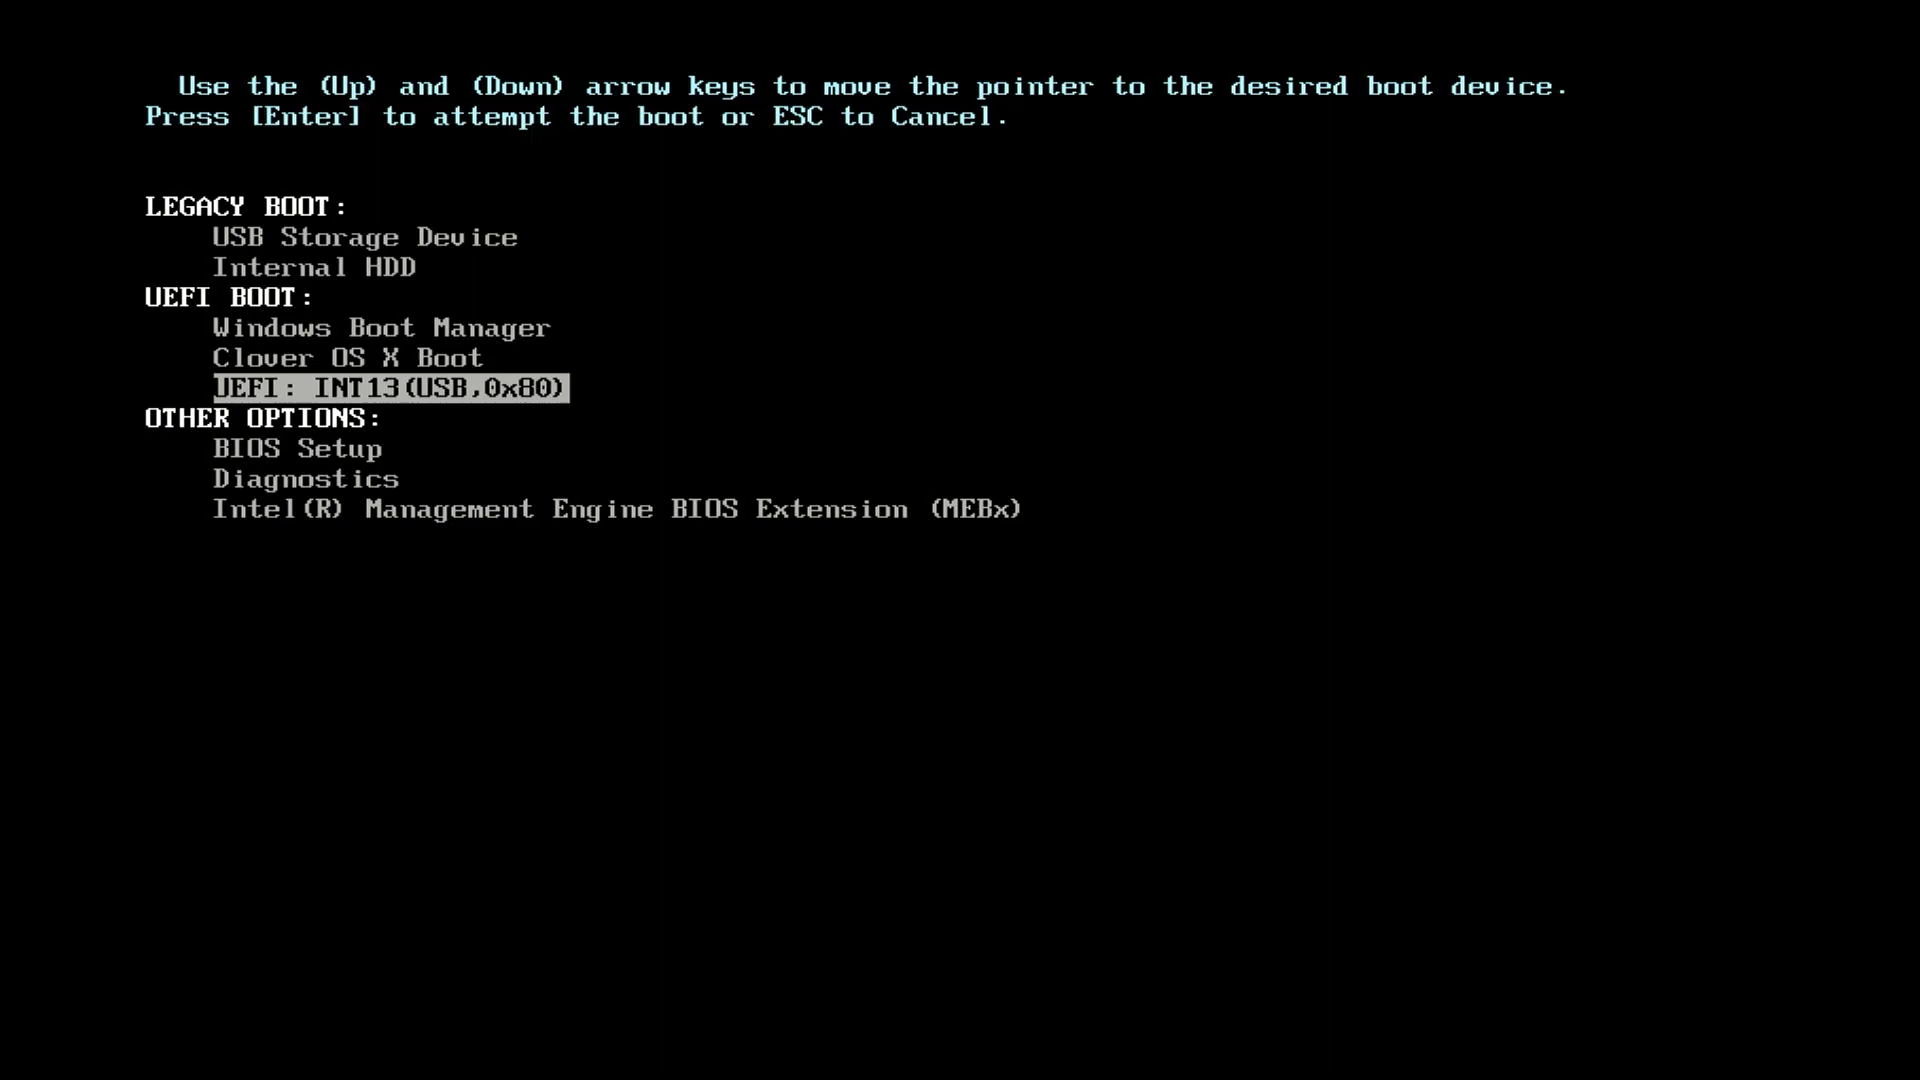 Use the (Up) and (Down) arrow keys to move the pointer to the desired boot device.
Press [Enter] to attempt the boot or ESC to Cancel.
LEGACY BOOT:
USB Storage Device
Internal HDD
UEFI BOOT:
Windows Boot Manager
Clover OS X Boot
UEFI: INT13(USB,0x80)
OTHER OPTIONS:
BIOS Setup
Diagnostics
Intel(R) Management Engine BIOS Extension (MEBx)